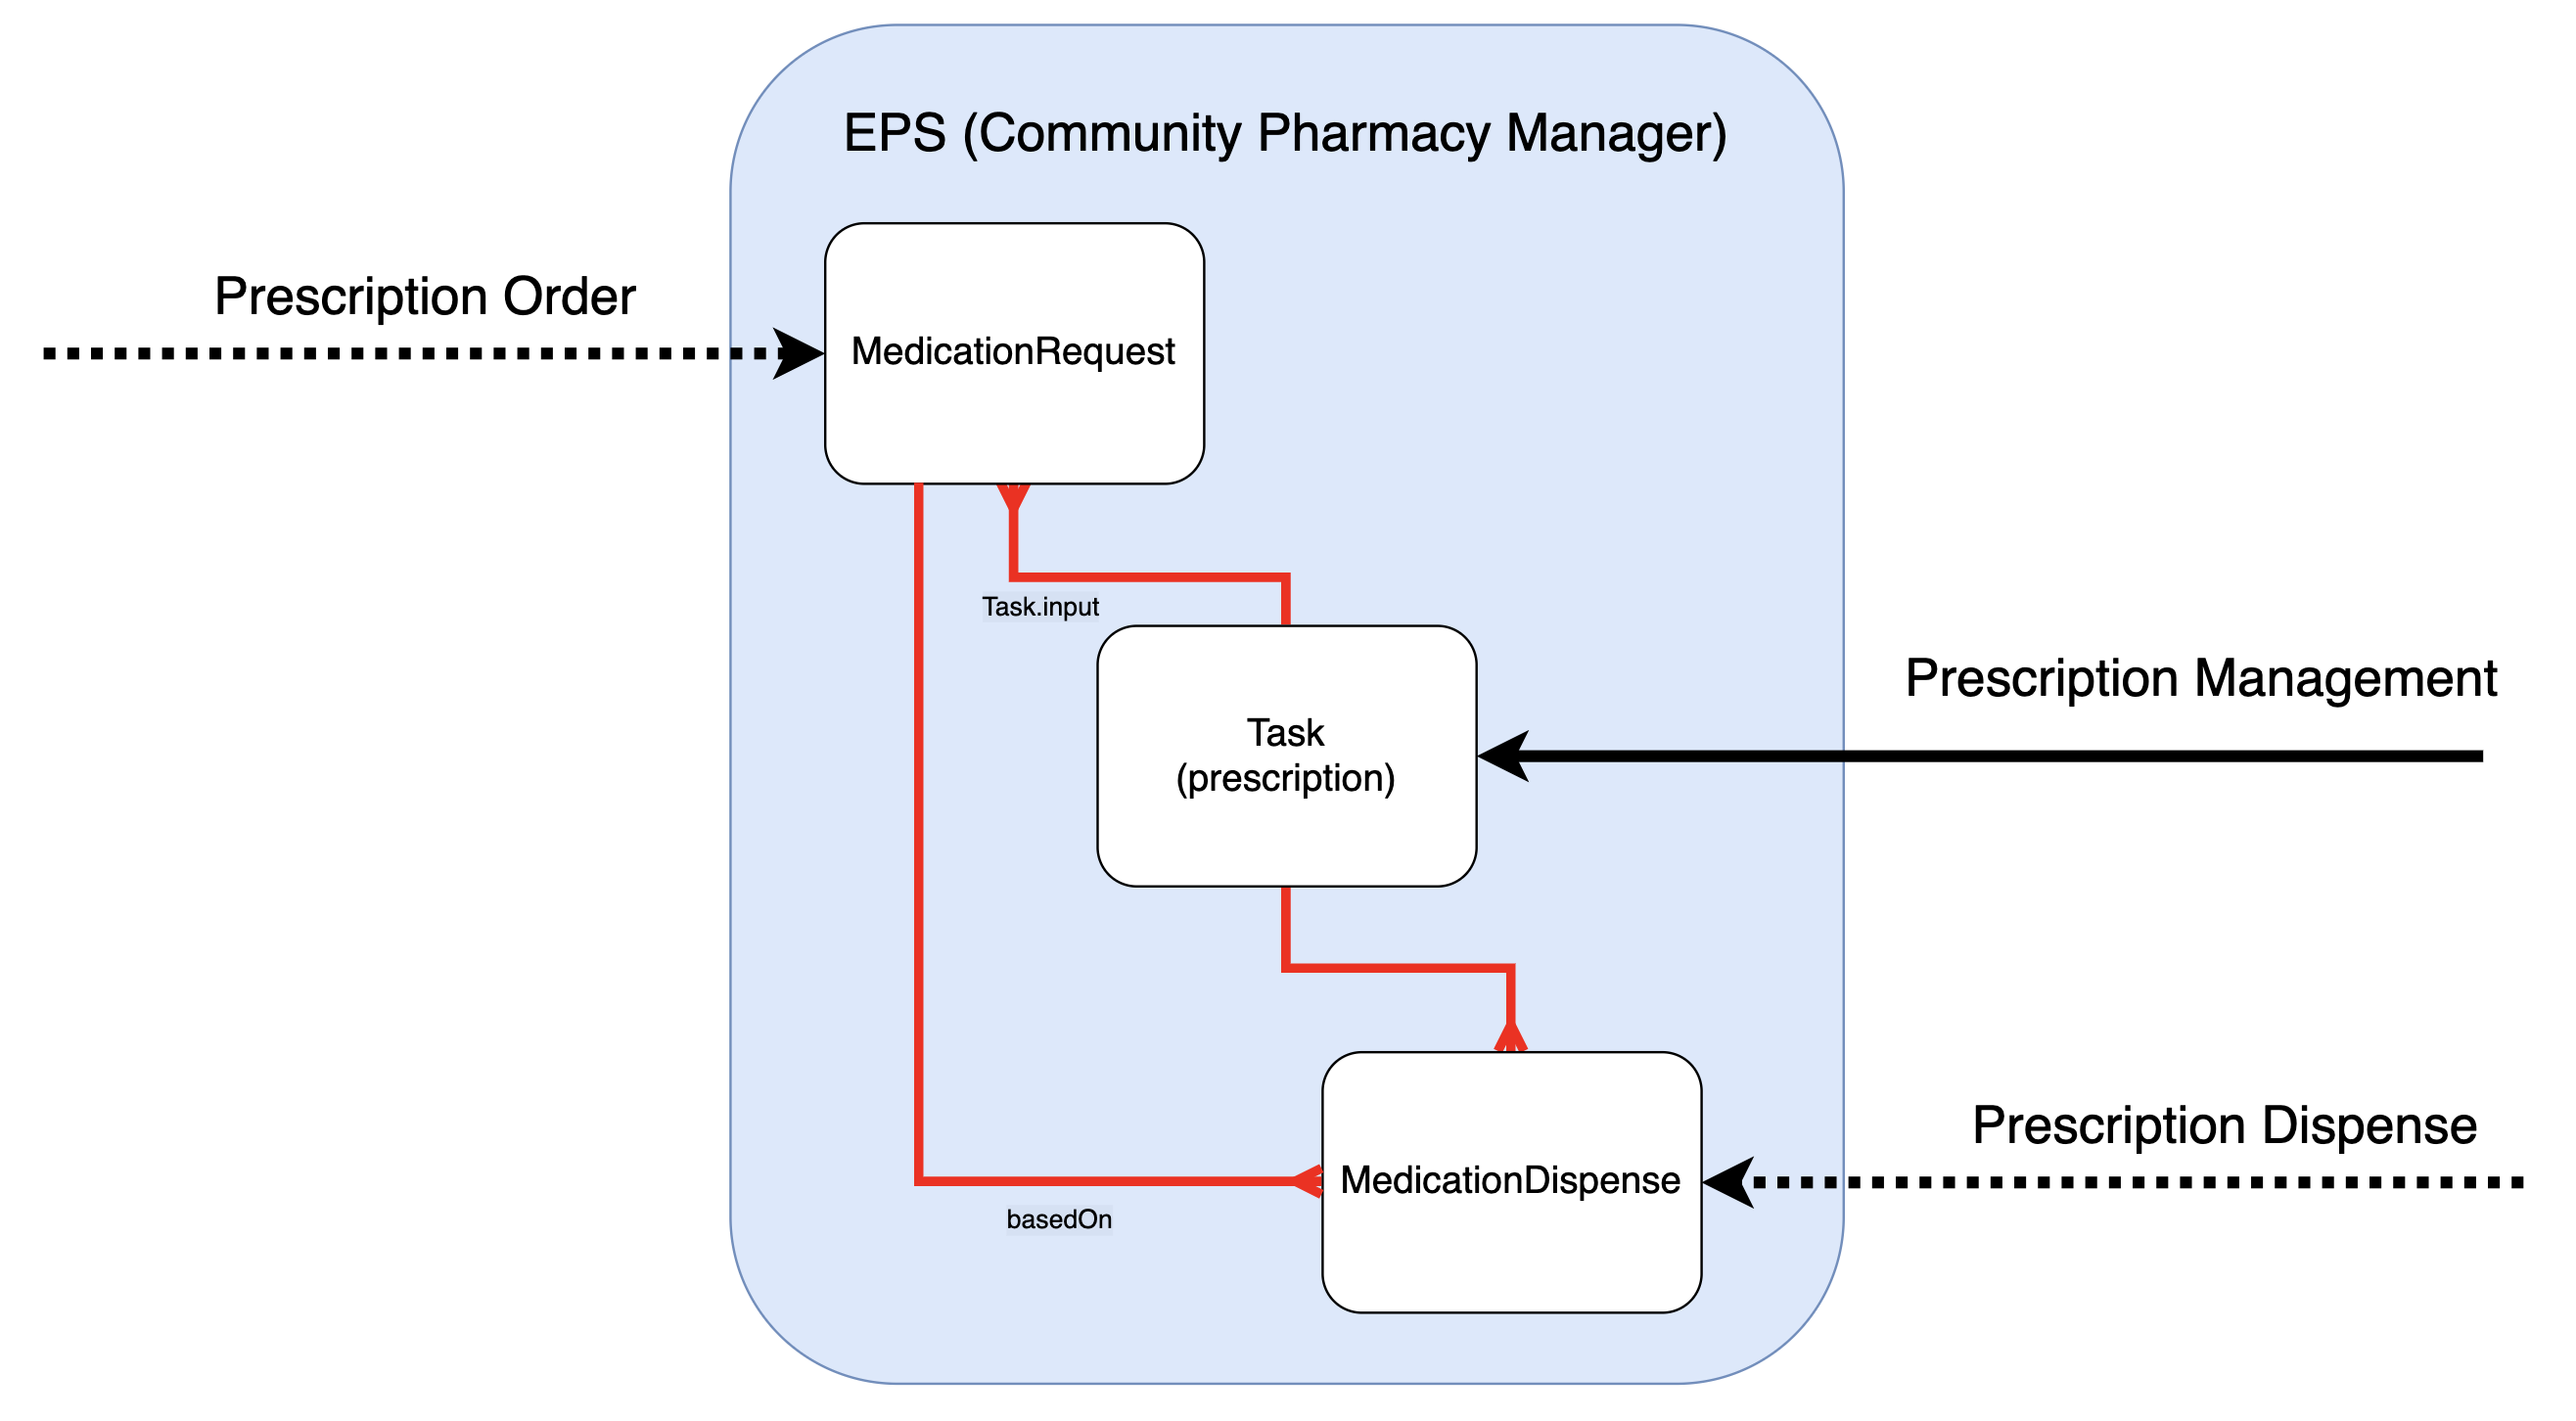 EPS (Community Pharmacy Manager)
Prescription Order
MedicationRequest
Task.input
Prescription Management
Task
(prescription)
Prescription Dispense
MedicationDispense
basedOn